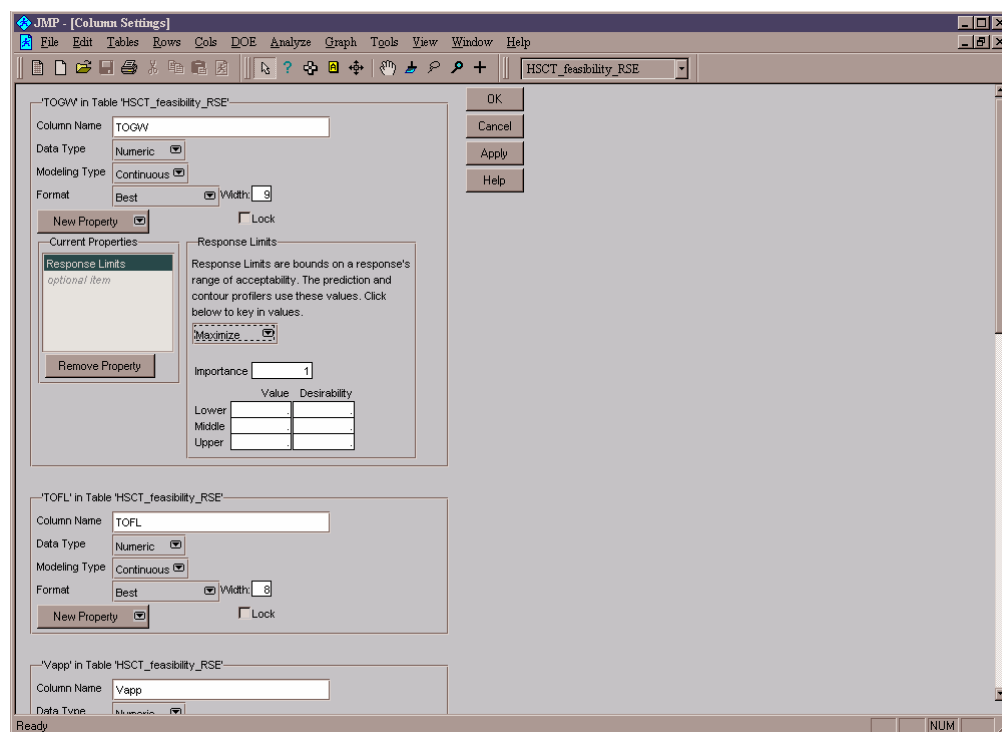 JMP - [Column Settings]
File Edit Tables Rows Cols DOE Analyze Graph Tools View Window Help
HSCT_feasibility_RSE
'TOGW' in Table 'HSCT_feasibility_RSE'
Column Name TOGW
Data Type Numeric
Modeling Type Continuous
Format Best Width: 9
New Property Lock
Current Properties
Response Limits
optional item
Remove Property
Response Limits
Response Limits are bounds on a response's
range of acceptability. The prediction and
contour profilers use these values. Click
below to key in values.
Maximize
Importance 1
Value Desirability
Lower . .
Middle . .
Upper . .
OK
Cancel
Apply
Help
'TOFL' in Table 'HSCT_feasibility_RSE'
Column Name TOFL
Data Type Numeric
Modeling Type Continuous
Format Best Width: 8
New Property Lock
'Vapp' in Table 'HSCT_feasibility_RSE'
Column Name Vapp
Data Type Numeric
Ready NUM